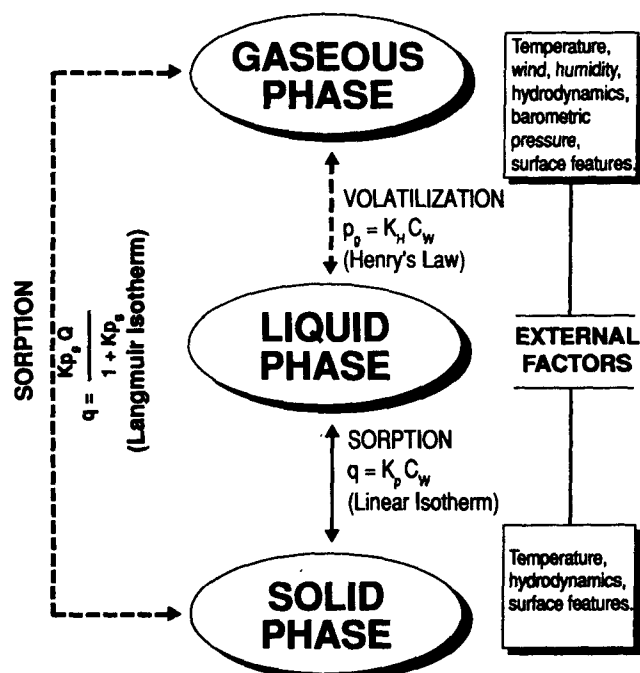 GASEOUS
PHASE
Temperature,
wind, humidity,
hydrodynamics,
barometric
pressure,
surface features.
VOLATILIZATION
p_g = K_H C_W
(Henry's Law)
SORPTION
q = Kp_g Q / 1 + Kp_g
(Langmuir Isotherm)
LIQUID
PHASE
EXTERNAL
FACTORS
SORPTION
q = K_p C_W
(Linear Isotherm)
SOLID
PHASE
Temperature,
hydrodynamics,
surface features.